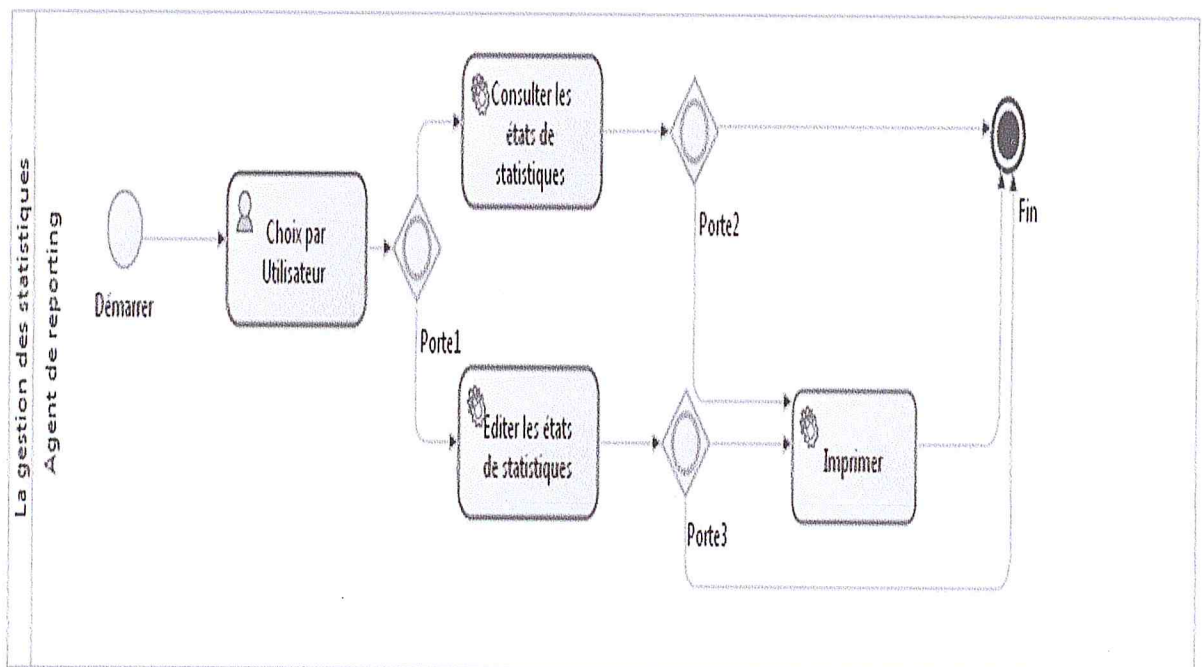 La gestion des statistiques
Agent de reporting
Démarrer
Choix par
Utilisateur
Porte1
Consulter les
états de
statistiques
Editer les états
de statistiques
Porte2
Porte3
Imprimer
Fin